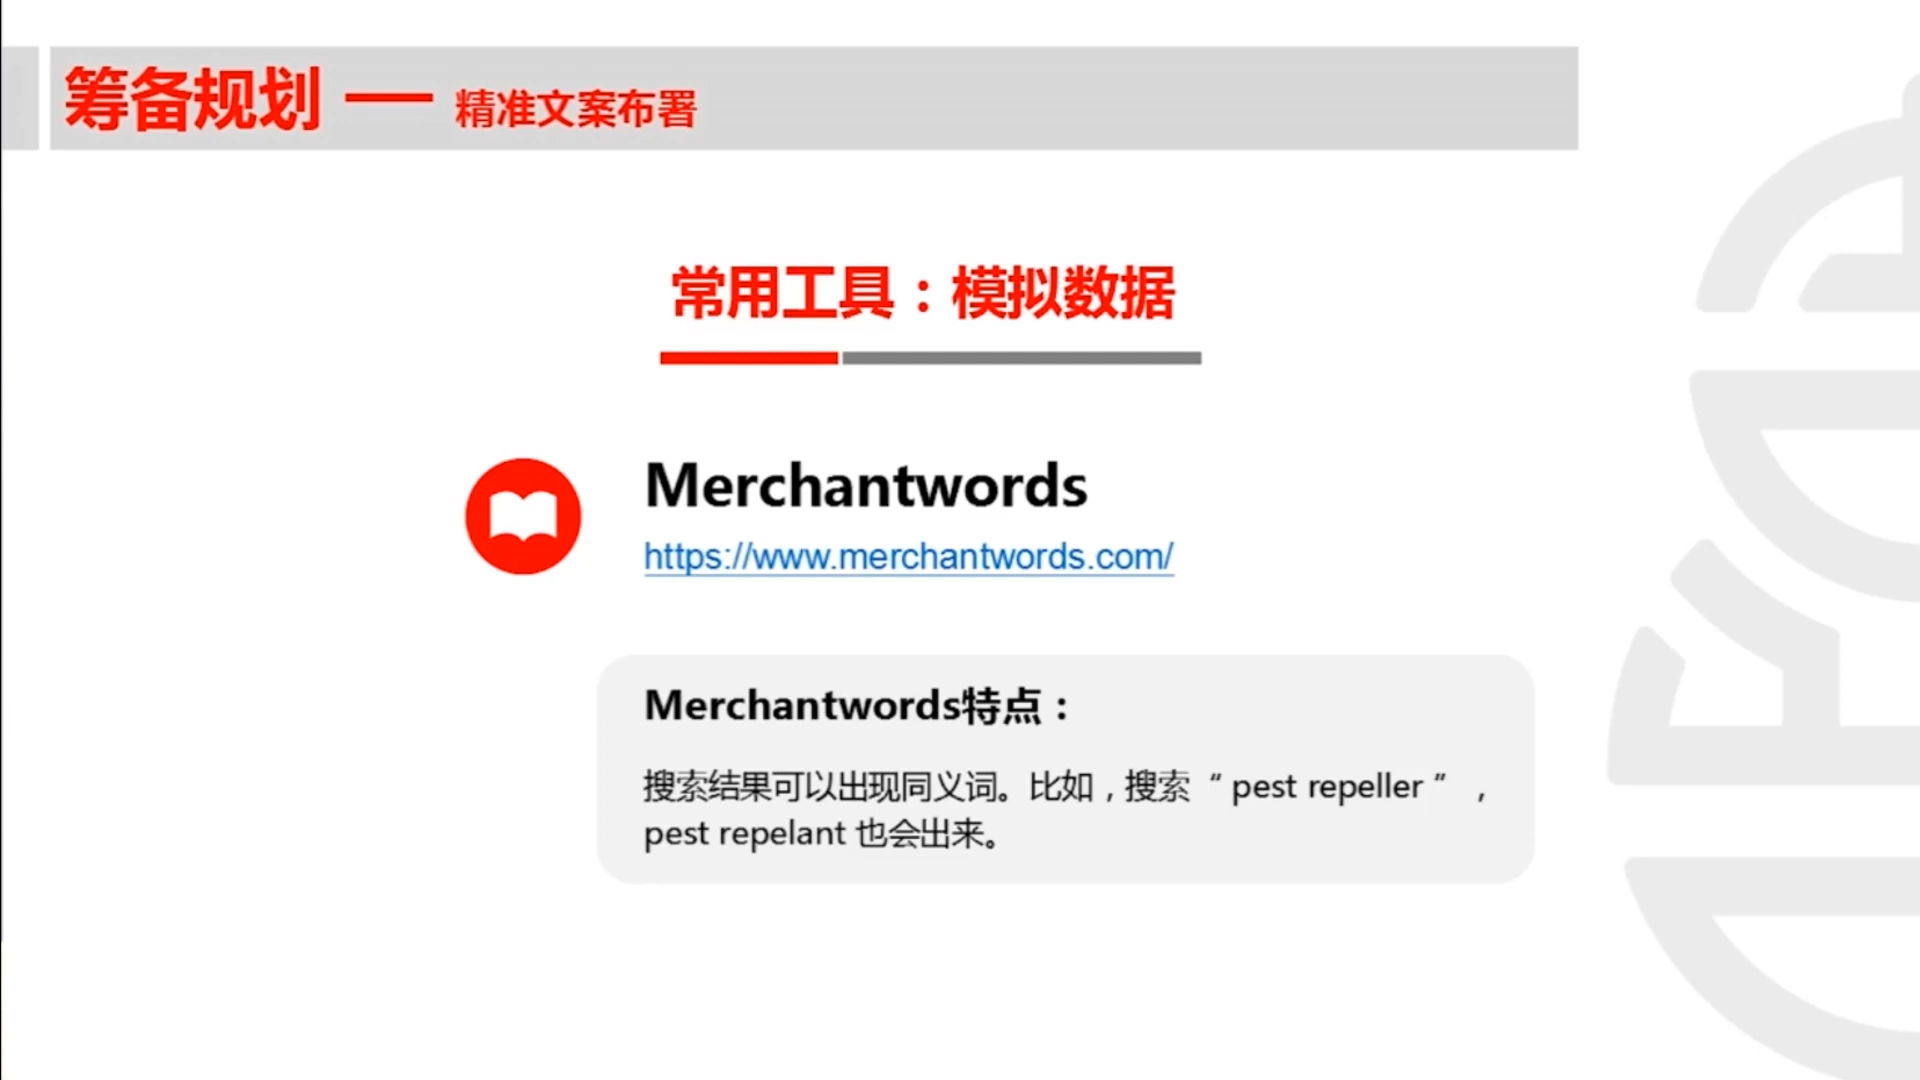 筹备规划 — 精准文案布署
常用工具：模拟数据
Merchantwords
https://www.merchantwords.com/
Merchantwords特点：
搜索结果可以出现同义词。比如，搜索 “ pest repeller ” ，
pest repelant 也会出来。